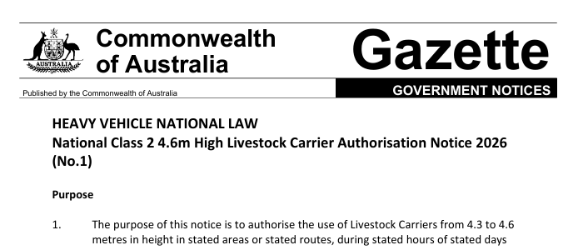 Commonwealth
of Australia
Gazette
AUSTRALIA
Published by the Commonwealth of Australia
GOVERNMENT NOTICES
HEAVY VEHICLE NATIONAL LAW
National Class 2 4.6m High Livestock Carrier Authorisation Notice 2026
(No.1)
Purpose
1. The purpose of this notice is to authorise the use of Livestock Carriers from 4.3 to 4.6
metres in height in stated areas or stated routes, during stated hours of stated days